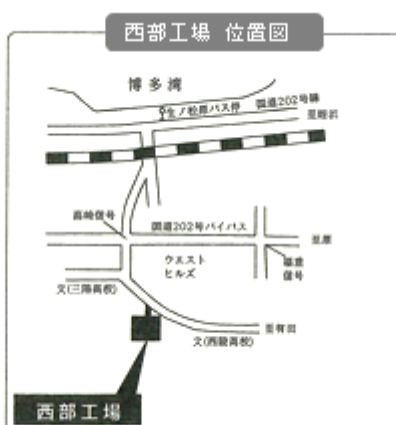 西部工場 位置図
博多湾
生ノ松原バス停
国道202号線
至姪浜
高崎信号
国道202号バイパス
至原
ウエスト
ヒルズ
福重
信号
文(三陽高校)
至有田
文(西陵高校)
西部工場